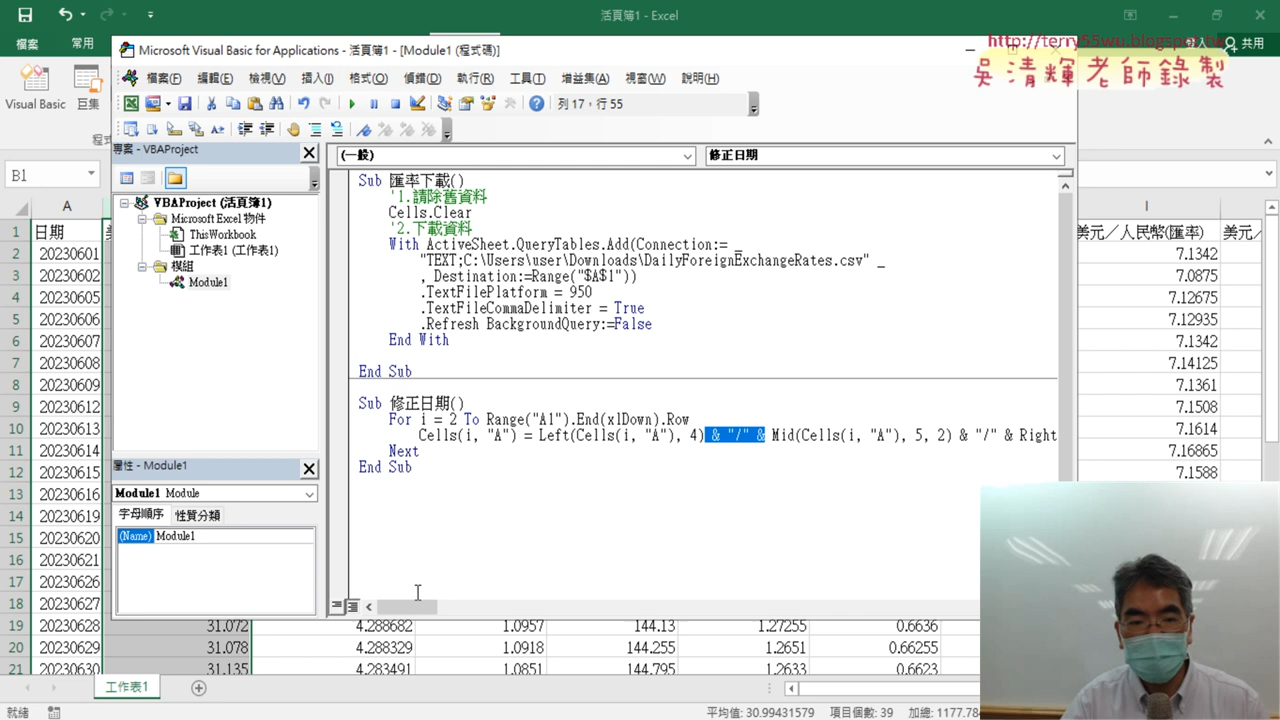 活頁簿1 - Excel
http://terry55wu.blogspot.tw
吳清輝老師錄製
檔案
常用
共用
Visual Basic
巨集
Microsoft Visual Basic for Applications - 活頁簿1 - [Module1 (程式碼)]
檔案(F) 編輯(E) 檢視(V) 插入(I) 格式(O) 偵錯(D) 執行(R) 工具(T) 增益集(A) 視窗(W) 說明(H)
列 17，行 55
專案 - VBAProject
VBAProject (活頁簿1)
Microsoft Excel 物件
ThisWorkbook
工作表1 (工作表1)
模組
Module1
屬性 - Module1
Module1 Module
字母順序 性質分類
(Name) Module1
(一般)
修正日期
Sub 匯率下載()
'1.請除舊資料
Cells.Clear
'2.下載資料
With ActiveSheet.QueryTables.Add(Connection:= _
"TEXT;C:\Users\user\Downloads\DailyForeignExchangeRates.csv" _
, Destination:=Range("$A$1"))
.TextFilePlatform = 950
.TextFileCommaDelimiter = True
.Refresh BackgroundQuery:=False
End With
End Sub
Sub 修正日期()
For i = 2 To Range("A1").End(xlDown).Row
Cells(i, "A") = Left(Cells(i, "A"), 4) & "/" & Mid(Cells(i, "A"), 5, 2) & "/" & Right
Next
End Sub
B1
A
I
1 日期
美元／人民幣(匯率)
2 20230601 7.1342
3 20230602 7.0875
4 20230605 7.12675
5 20230606 7.12935
6 20230607 7.1342
7 20230608 7.14125
8 20230609 7.1361
9 20230612 7.1508
10 20230613 7.1614
11 20230614 7.16865
12 20230615 7.1588
13 20230616
14 20230619
15 20230620
16 20230621
17 20230626
18 20230627
19 20230628 31.072 4.288682 1.0957 144.13 1.27255 0.6636
20 20230629 31.078 4.288329 1.0918 144.255 1.2651 0.66255
21 20230630 31.135 4.283491 1.0851 144.795 1.2633 0.6623
工作表1
就緒
平均值: 30.99431579 項目個數: 39 加總: 1177.784